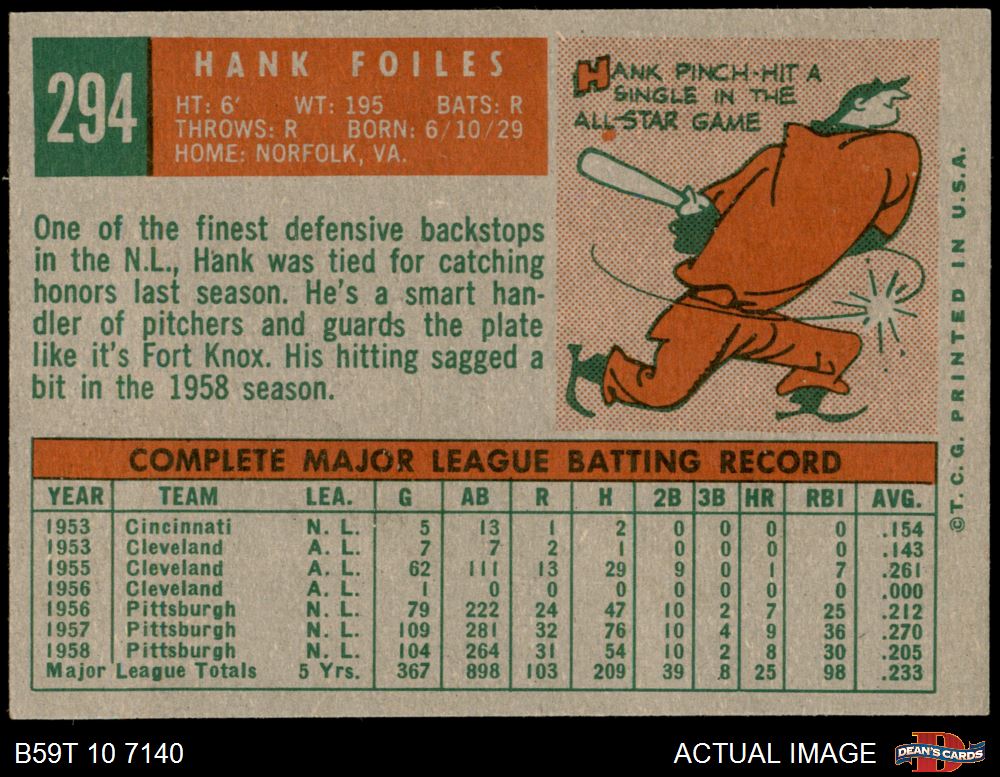 294
HANK FOILES
HT: 6' WT: 195 BATS: R
THROWS: R BORN: 6/10/29
HOME: NORFOLK, VA.
HANK PINCH-HIT A
SINGLE IN THE
ALL-STAR GAME
One of the finest defensive backstops
in the N.L., Hank was tied for catching
honors last season. He's a smart han-
dler of pitchers and guards the plate
like it's Fort Knox. His hitting sagged a
bit in the 1958 season.
COMPLETE MAJOR LEAGUE BATTING RECORD
YEAR TEAM LEA. G AB R H 2B 3B HR RBI AVG.
1953 Cincinnati N. L. 5 13 1 2 0 0 0 0 .154
1953 Cleveland A. L. 7 7 2 1 0 0 0 0 .143
1955 Cleveland A. L. 62 111 13 29 9 0 1 7 .261
1956 Cleveland A. L. 1 0 0 0 0 0 0 0 .000
1956 Pittsburgh N. L. 79 222 24 47 10 2 7 25 .212
1957 Pittsburgh N. L. 109 281 32 76 10 4 9 36 .270
1958 Pittsburgh N. L. 104 264 31 54 10 2 8 30 .205
Major League Totals 5 Yrs. 367 898 103 209 39 8 25 98 .233
© T. C. G. PRINTED IN U.S.A.
B59T 10 7140
ACTUAL IMAGE
D
DEAN'S CARDS